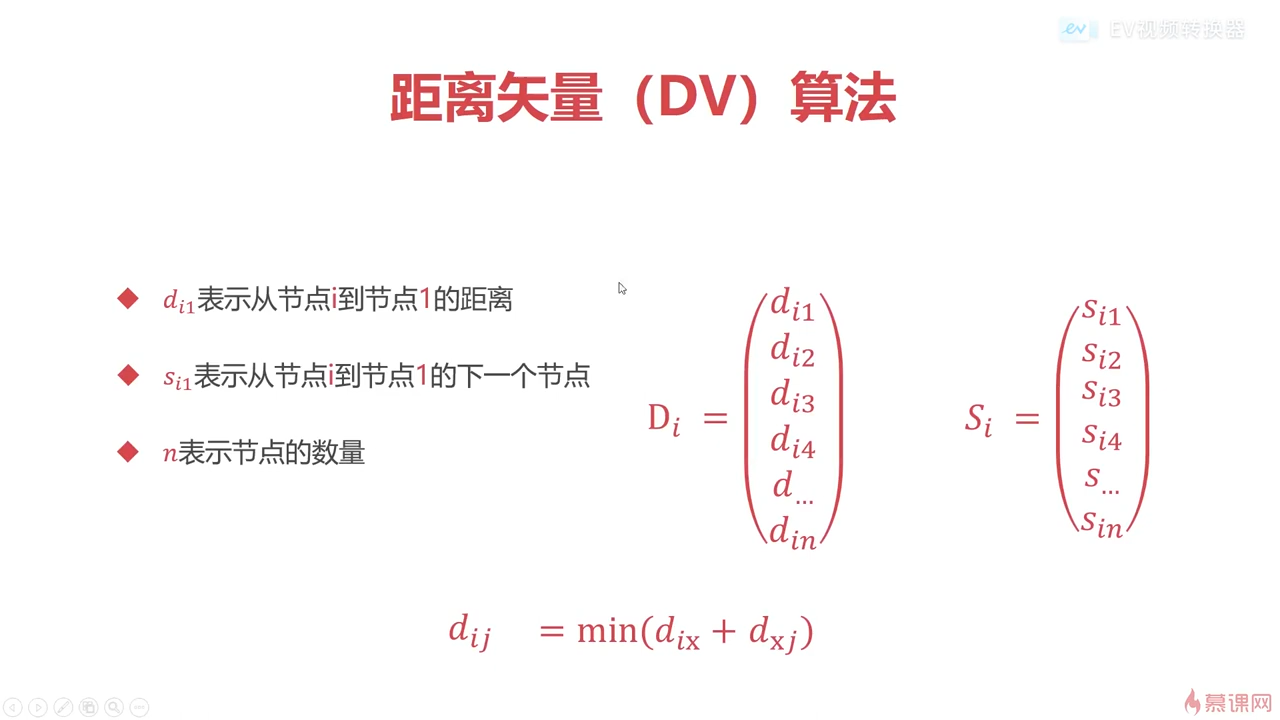 EV视频转换器
距离矢量（DV）算法
d_{i1}表示从节点i到节点1的距离
s_{i1}表示从节点i到节点1的下一个节点
n表示节点的数量
D_i =
d_{i1}
d_{i2}
d_{i3}
d_{i4}
d_{...}
d_{in}
S_i =
s_{i1}
s_{i2}
s_{i3}
s_{i4}
s_{...}
s_{in}
d_{ij} = min(d_{ix} + d_{xj})
慕课网